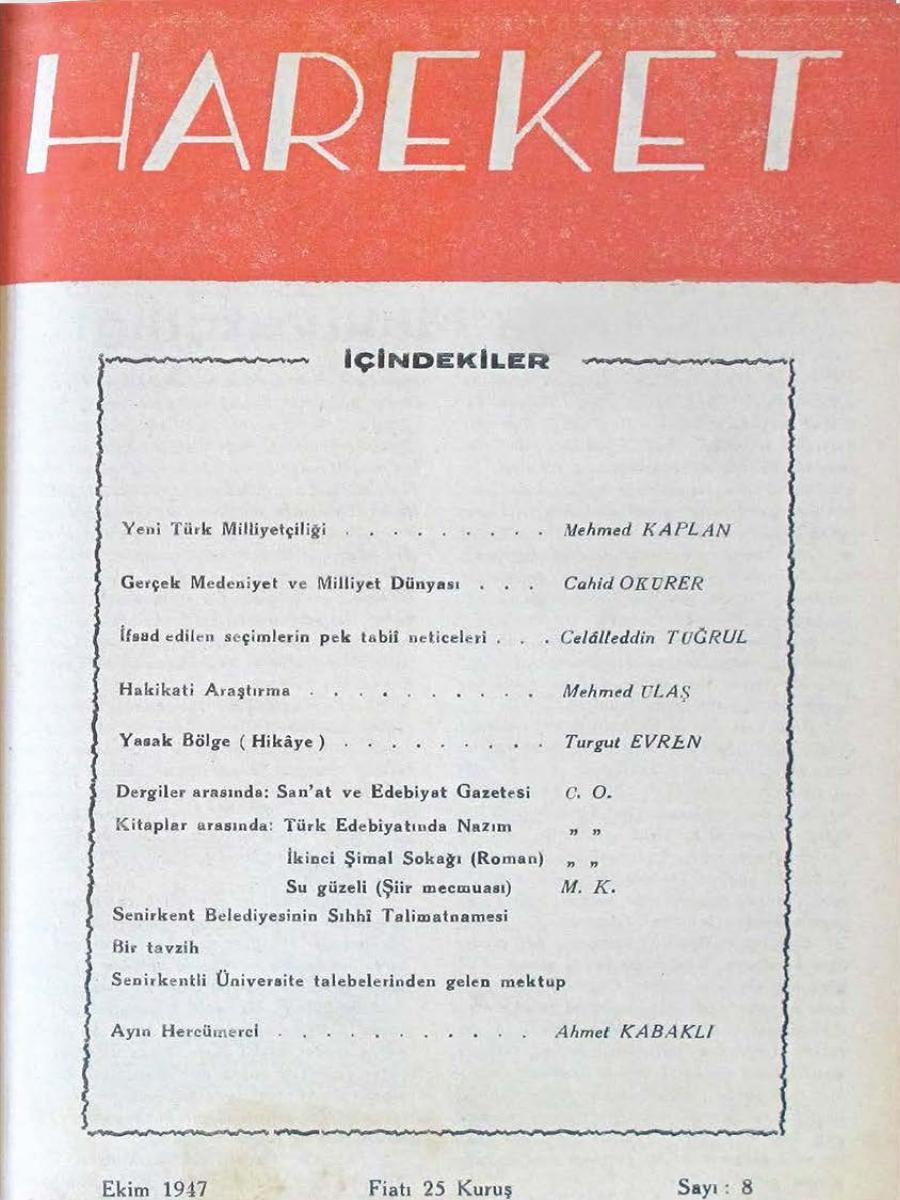 HAREKET
İÇİNDEKİLER
Yeni Türk Milliyetçiliği . . . . . . . . . Mehmed KAPLAN
Gerçek Medeniyet ve Milliyet Dünyası . . . Cahid OKURER
İfsad edilen seçimlerin pek tabiî neticeleri . . . Celâlleddin TUĞRUL
Hakikati Araştırma . . . . . . . . . . Mehmed ULAŞ
Yasak Bölge ( Hikâye ) . . . . . . . . . Turgut EVREN
Dergiler arasında: San'at ve Edebiyat Gazetesi C. O.
Kitaplar arasında: Türk Edebiyatında Nazım „ „
İkinci Şimal Sokağı (Roman) „ „
Su güzeli (Şiir mecmuası) M. K.
Senirkent Belediyesinin Sıhhî Talimatnamesi
Bir tavzih
Senirkentli Üniversite talebelerinden gelen mektup
Ayın Hercümerci . . . . . . . . . . . Ahmet KABAKLI
Ekim 1947 Fiatı 25 Kuruş Sayı : 8